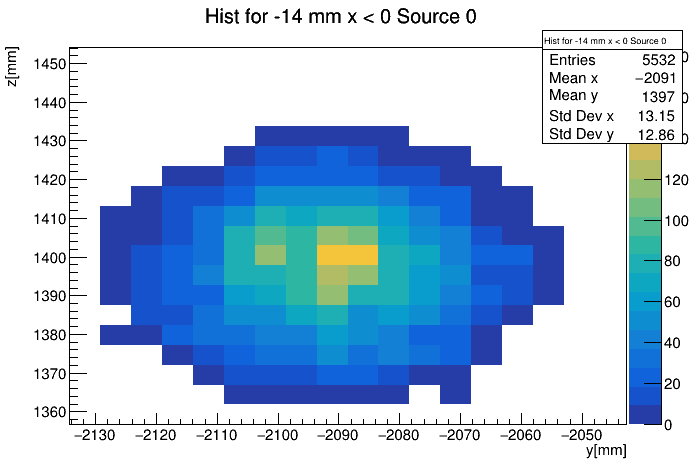 Hist for -14 mm x < 0 Source 0
z[mm]
Hist for -14 mm x < 0 Source 0
Entries 5532
Mean x −2091
Mean y 1397
Std Dev x 13.15
Std Dev y 12.86
1450
1440
1430
1420
1410
1400
1390
1380
1370
1360
−2130 −2120 −2110 −2100 −2090 −2080 −2070 −2060 −2050
y[mm]
120
100
80
60
40
20
0